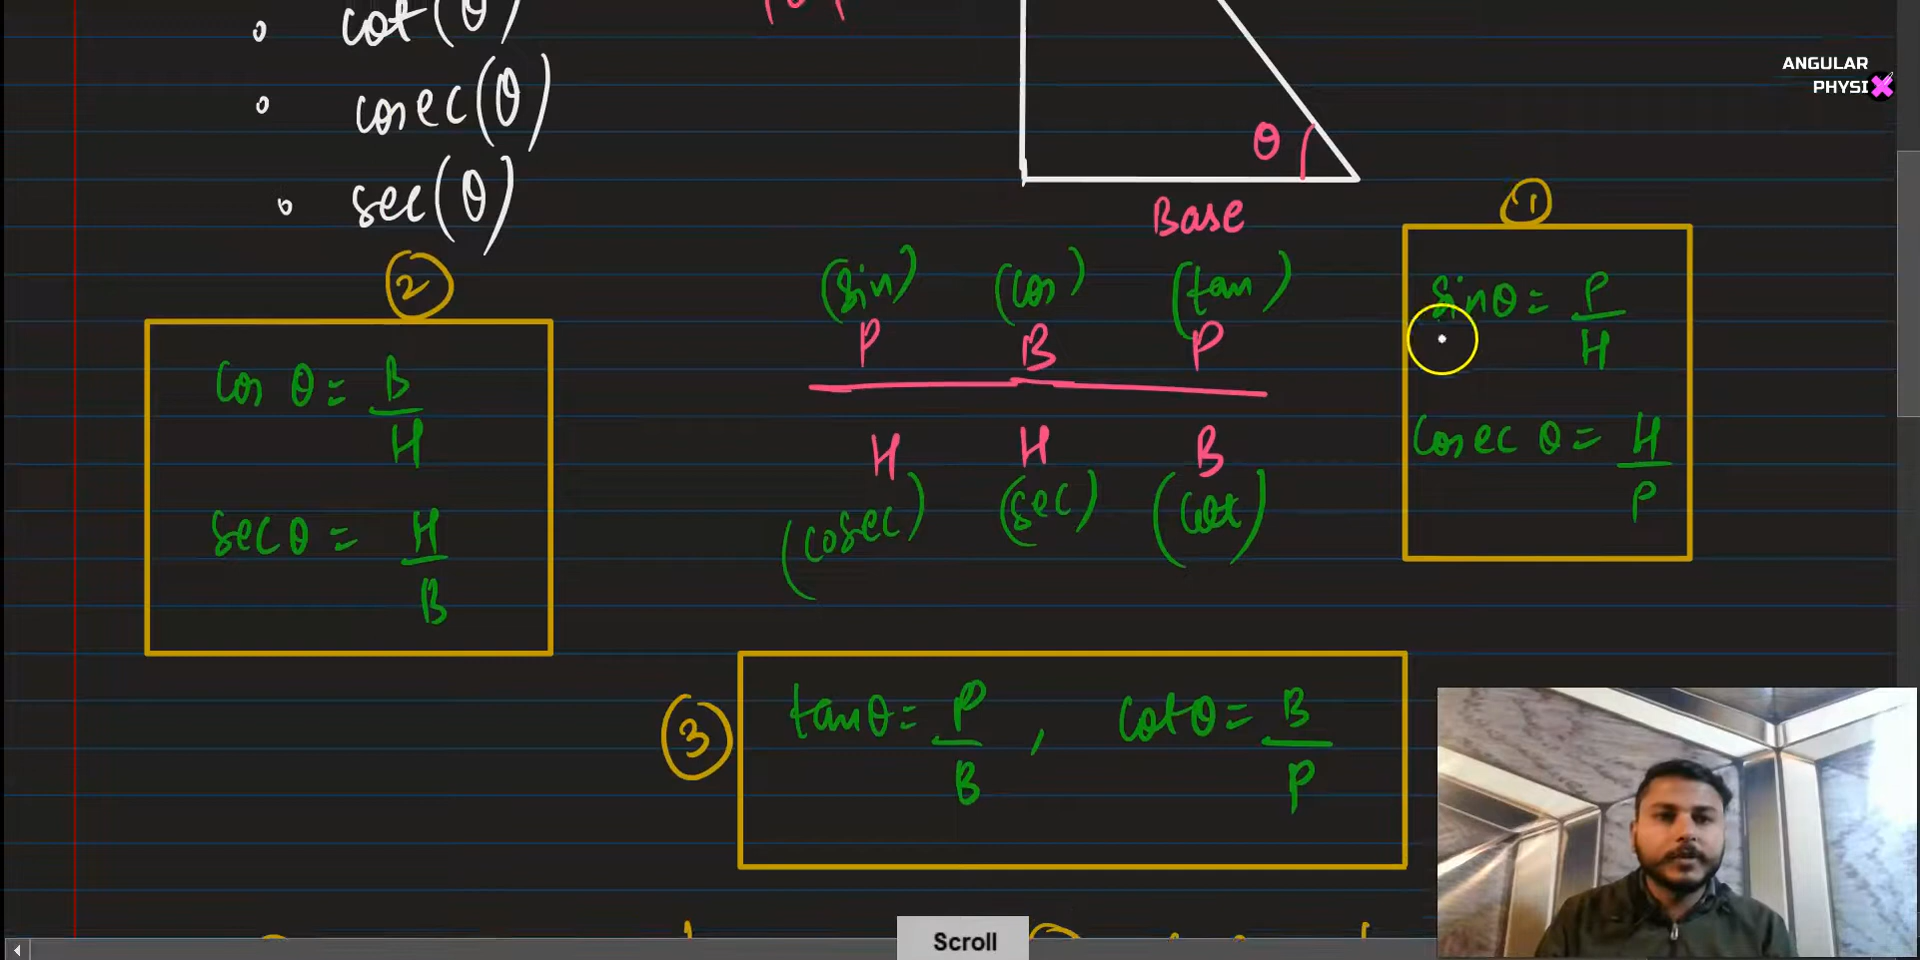 cot(θ)
cosec(θ)
sec(θ)
ANGULAR
PHYSI
θ
Base
①
②
(sin) (cos) (tan)
P B P
H H B
(cosec) (sec) (cot)
sinθ = P/H
cosec θ = H/P
cos θ = B/H
secθ = H/B
③
tanθ = P/B , cotθ = B/P
Scroll